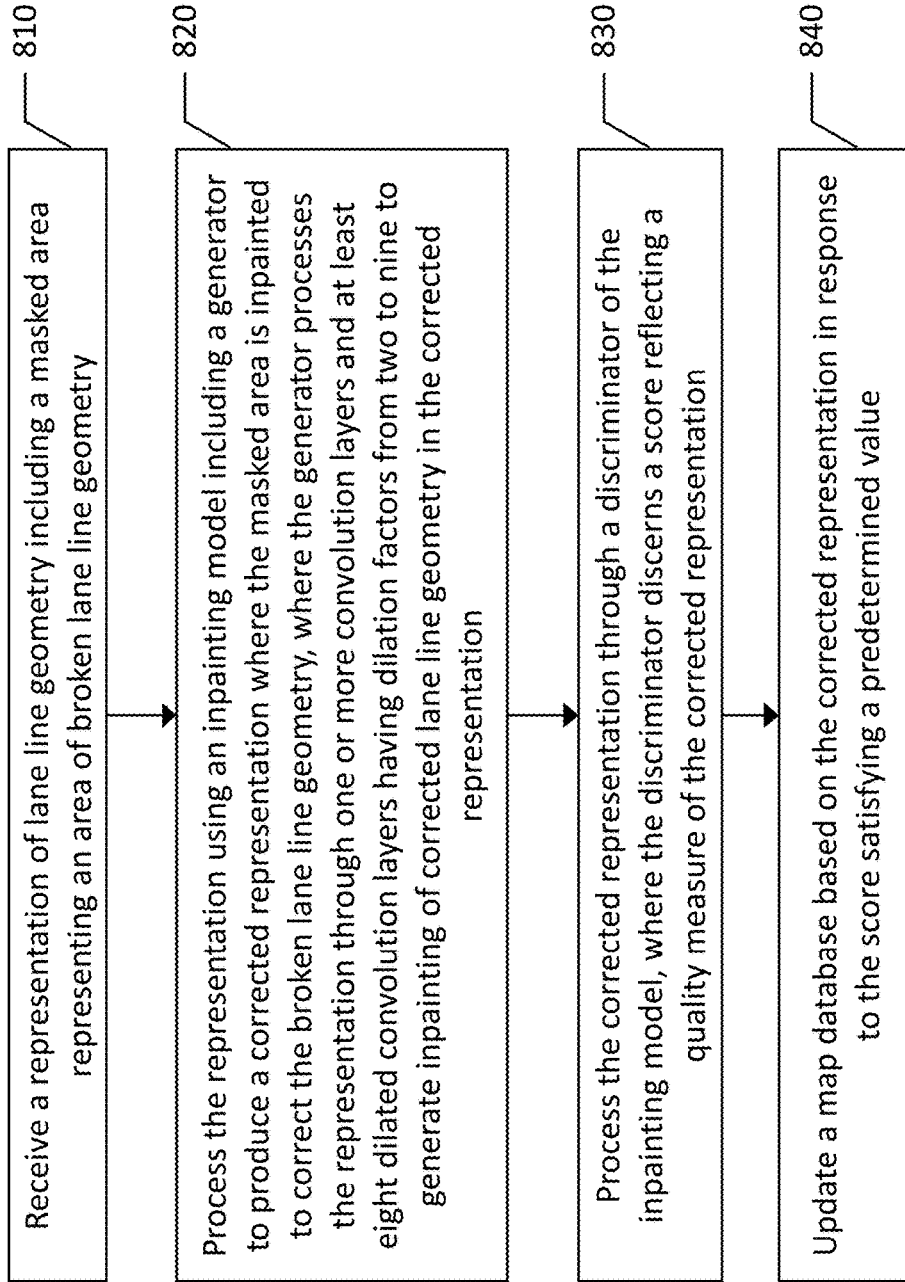 810
Receive a representation of lane line geometry including a masked area
representing an area of broken lane line geometry
820
Process the representation using an inpainting model including a generator
to produce a corrected representation where the masked area is inpainted
to correct the broken lane line geometry, where the generator processes
the representation through one or more convolution layers and at least
eight dilated convolution layers having dilation factors from two to nine to
generate inpainting of corrected lane line geometry in the corrected
representation
830
Process the corrected representation through a discriminator of the
inpainting model, where the discriminator discerns a score reflecting a
quality measure of the corrected representation
840
Update a map database based on the corrected representation in response
to the score satisfying a predetermined value